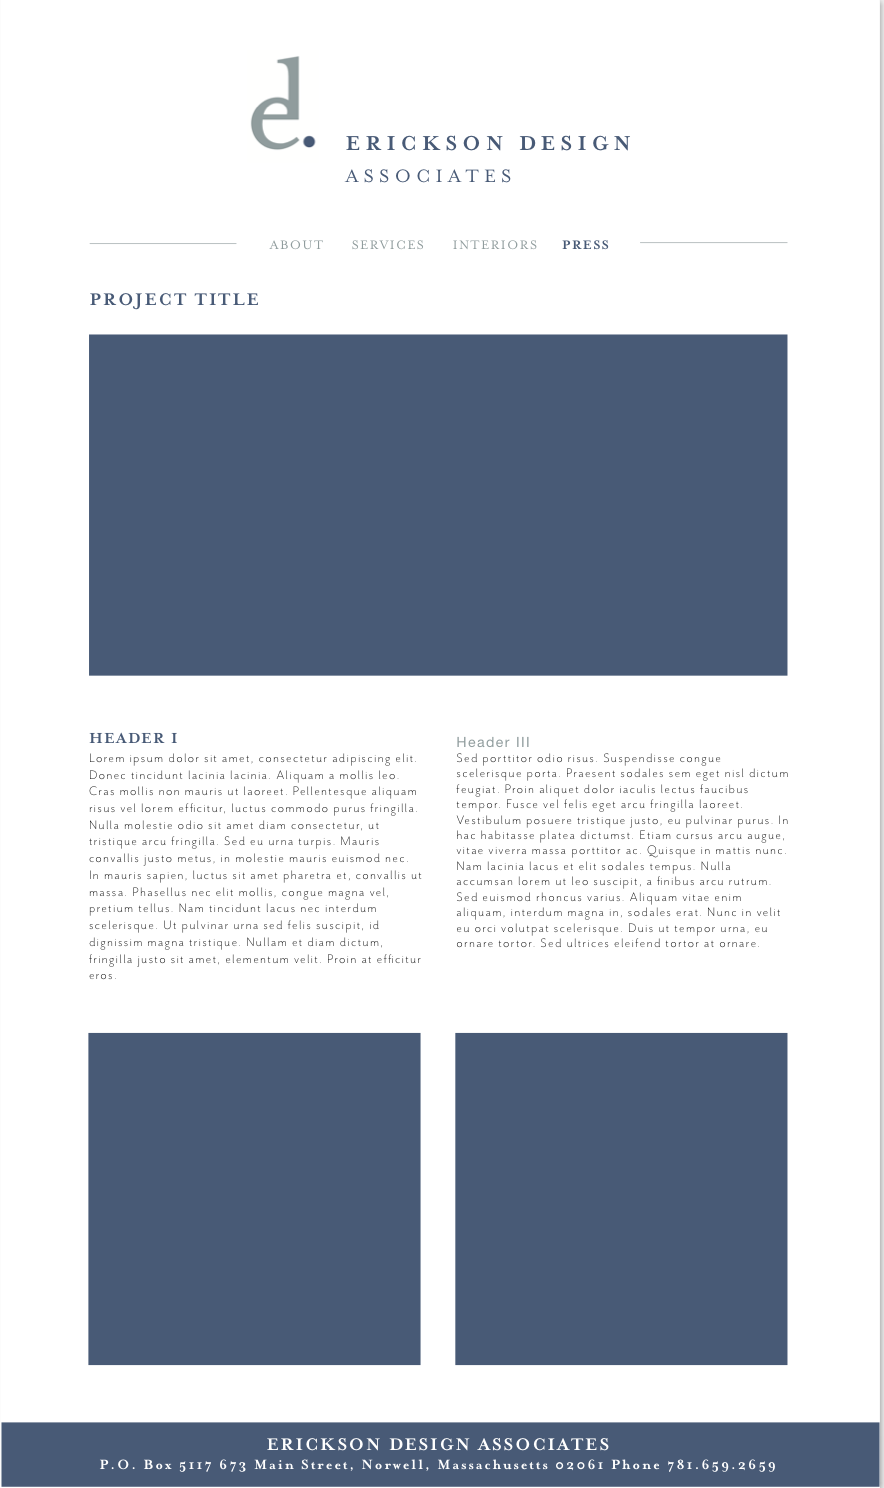 d.
ERICKSON DESIGN
ASSOCIATES
ABOUT SERVICES INTERIORS PRESS
PROJECT TITLE
HEADER I
Lorem ipsum dolor sit amet, consectetur adipiscing elit.
Donec tincidunt lacinia lacinia. Aliquam a mollis leo.
Cras mollis non mauris ut laoreet. Pellentesque aliquam
risus vel lorem efficitur, luctus commodo purus fringilla.
Nulla molestie odio sit amet diam consectetur, ut
tristique arcu fringilla. Sed eu urna turpis. Mauris
convallis justo metus, in molestie mauris euismod nec.
In mauris sapien, luctus sit amet pharetra et, convallis ut
massa. Phasellus nec elit mollis, congue magna vel,
pretium tellus. Nam tincidunt lacus nec interdum
scelerisque. Ut pulvinar urna sed felis suscipit, id
dignissim magna tristique. Nullam et diam dictum,
fringilla justo sit amet, elementum velit. Proin at efficitur
eros.
Header III
Sed porttitor odio risus. Suspendisse congue
scelerisque porta. Praesent sodales sem eget nisl dictum
feugiat. Proin aliquet dolor iaculis lectus faucibus
tempor. Fusce vel felis eget arcu fringilla laoreet.
Vestibulum posuere tristique justo, eu pulvinar purus. In
hac habitasse platea dictumst. Etiam cursus arcu augue,
vitae viverra massa porttitor ac. Quisque in mattis nunc.
Nam lacinia lacus et elit sodales tempus. Nulla
accumsan lorem ut leo suscipit, a finibus arcu rutrum.
Sed euismod rhoncus varius. Aliquam vitae enim
aliquam, interdum magna in, sodales erat. Nunc in velit
eu orci volutpat scelerisque. Duis ut tempor urna, eu
ornare tortor. Sed ultrices eleifend tortor at ornare.
ERICKSON DESIGN ASSOCIATES
P.O. Box 5117 673 Main Street, Norwell, Massachusetts 02061 Phone 781.659.2659